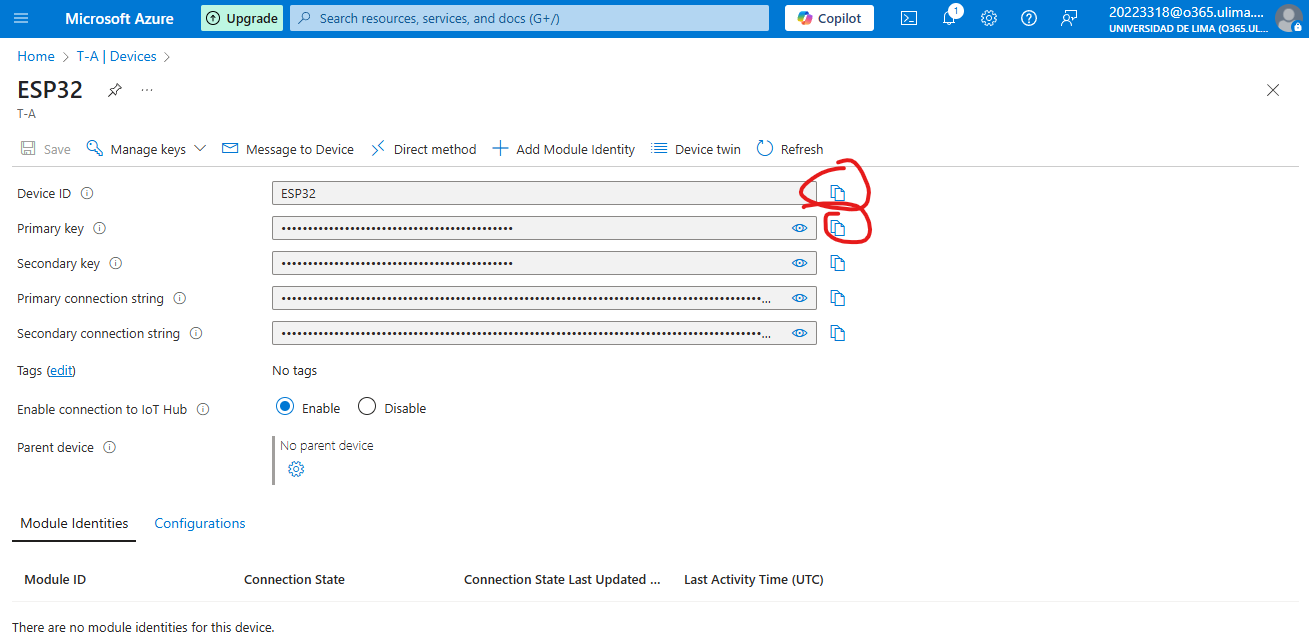 Microsoft Azure
Upgrade
Search resources, services, and docs (G+/)
Copilot
1
20223318@o365.ulima....
UNIVERSIDAD DE LIMA (O365.UL...
Home > T-A | Devices >
ESP32
...
T-A
Save
Manage keys
Message to Device
Direct method
Add Module Identity
Device twin
Refresh
Device ID
ESP32
Primary key
••••••••••••••••••••••••••••••••••••••••••••
Secondary key
••••••••••••••••••••••••••••••••••••••••••••
Primary connection string
••••••••••••••••••••••••••••••••••••••••••••••••••••••••••••••••••••••••••••••••••••••••••...
Secondary connection string
••••••••••••••••••••••••••••••••••••••••••••••••••••••••••••••••••••••••••••••••••••••••••...
Tags (edit)
No tags
Enable connection to IoT Hub
Enable
Disable
Parent device
No parent device
Module Identities
Configurations
Module ID
Connection State
Connection State Last Updated ...
Last Activity Time (UTC)
There are no module identities for this device.